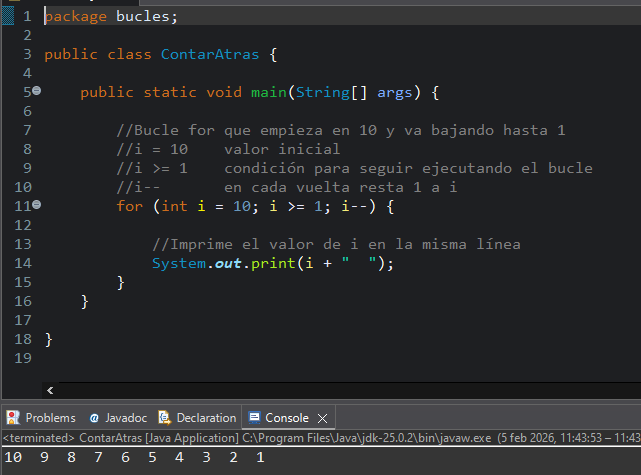 1 package bucles;
2
3 public class ContarAtras {
4
5 public static void main(String[] args) {
6
7 //Bucle for que empieza en 10 y va bajando hasta 1
8 //i = 10 valor inicial
9 //i >= 1 condición para seguir ejecutando el bucle
10 //i-- en cada vuelta resta 1 a i
11 for (int i = 10; i >= 1; i--) {
12
13 //Imprime el valor de i en la misma línea
14 System.out.print(i + "  ");
15 }
16 }
17
18 }
19
Problems @ Javadoc Declaration Console
<terminated> ContarAtras [Java Application] C:\Program Files\Java\jdk-25.0.2\bin\javaw.exe (5 feb 2026, 11:43:53 – 11:43
10 9 8 7 6 5 4 3 2 1